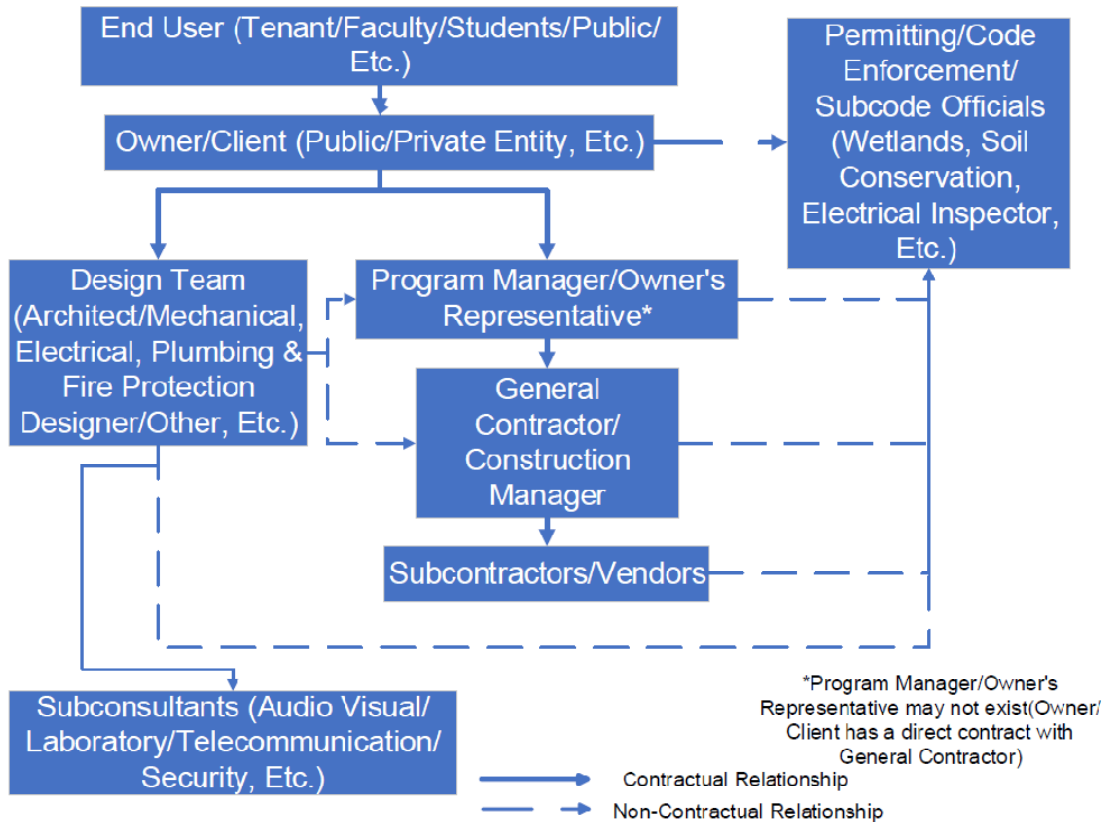 End User (Tenant/Faculty/Students/Public/
Etc.)
Owner/Client (Public/Private Entity, Etc.)
Permitting/Code
Enforcement/
Subcode Officials
(Wetlands, Soil
Conservation,
Electrical Inspector,
Etc.)
Design Team
(Architect/Mechanical,
Electrical, Plumbing &
Fire Protection
Designer/Other, Etc.)
Program Manager/Owner's
Representative*
General
Contractor/
Construction
Manager
Subcontractors/Vendors
Subconsultants (Audio Visual/
Laboratory/Telecommunication/
Security, Etc.)
*Program Manager/Owner's
Representative may not exist(Owner/
Client has a direct contract with
General Contractor)
Contractual Relationship
Non-Contractual Relationship